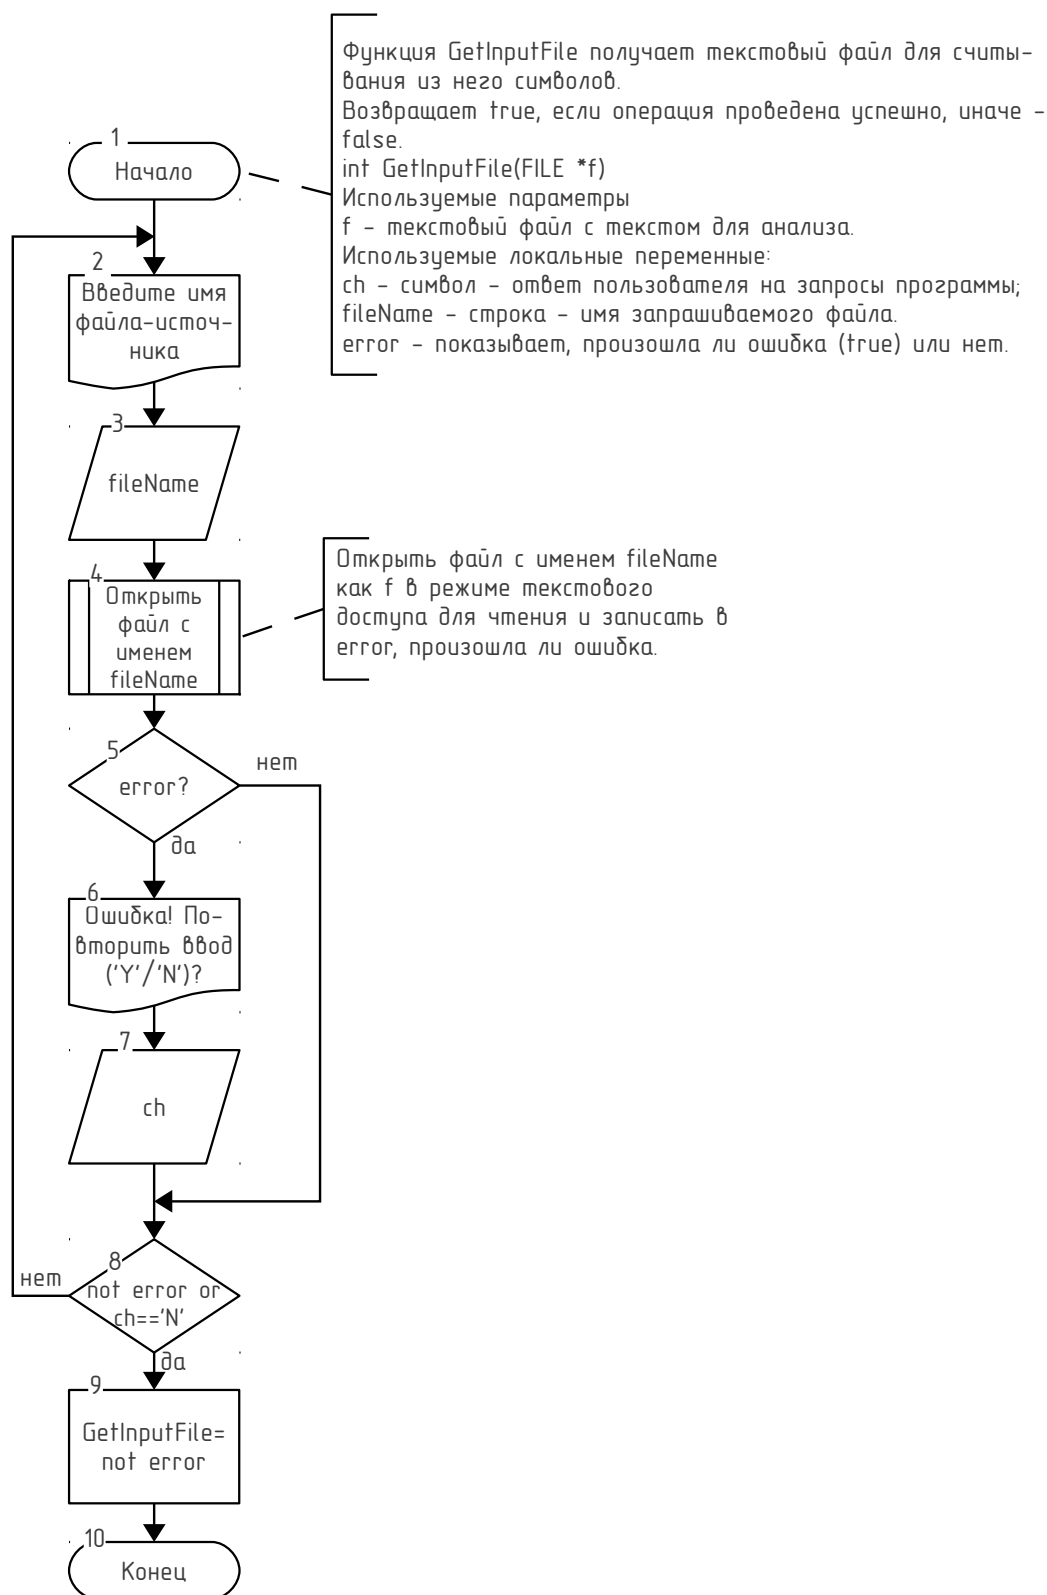 Функция GetInputFile получает текстовый файл для считы-
вания из него символов.
Возвращает true, если операция проведена успешно, иначе -
false.
int GetInputFile(FILE *f)
Используемые параметры
f - текстовый файл с текстом для анализа.
Используемые локальные переменные:
ch - символ - ответ пользователя на запросы программы;
fileName - строка - имя запрашиваемого файла.
error - показывает, произошла ли ошибка (true) или нет.
1
Начало
2
Введите имя
файла-источ-
ника
3
fileName
4
Открыть
файл с
именем
fileName
Открыть файл с именем fileName
как f в режиме текстового
доступа для чтения и записать в
error, произошла ли ошибка.
5
error?
нет
да
6
Ошибка! По-
вторить ввод
('Y'/'N')?
7
ch
8
not error or
ch=='N'
нет
да
9
GetInputFile=
not error
10
Конец